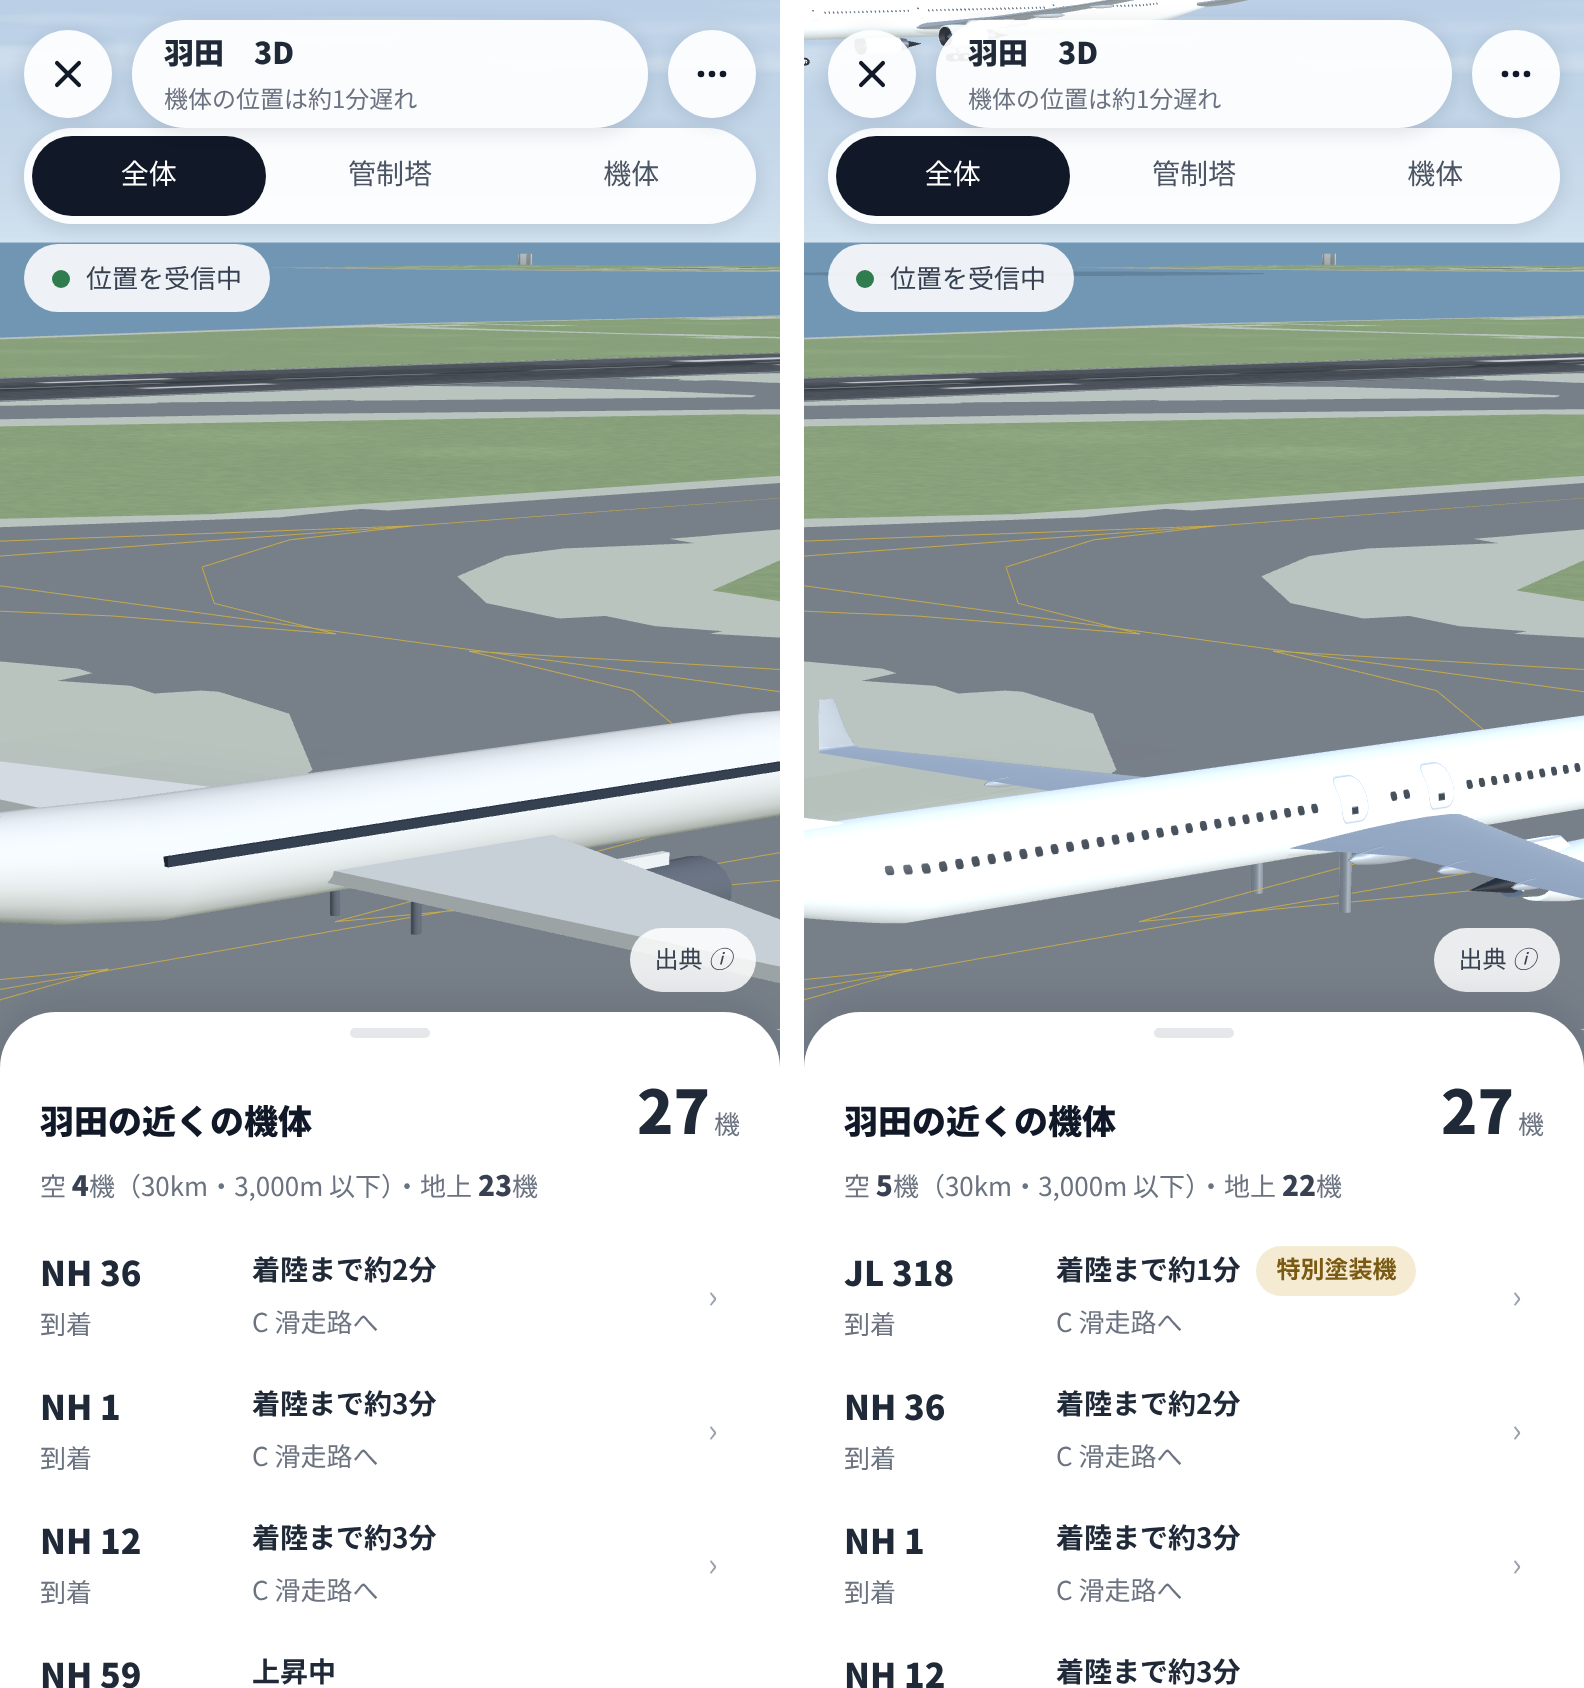 羽田 3D
機体の位置は約1分遅れ
全体 管制塔 機体
位置を受信中
出典 ⓘ
羽田の近くの機体 27機
空 4機（30km・3,000m 以下）・地上 23機
NH 36 着陸まで約2分
到着 C 滑走路へ
NH 1 着陸まで約3分
到着 C 滑走路へ
NH 12 着陸まで約3分
到着 C 滑走路へ
NH 59 上昇中
羽田 3D
機体の位置は約1分遅れ
全体 管制塔 機体
位置を受信中
出典 ⓘ
羽田の近くの機体 27機
空 5機（30km・3,000m 以下）・地上 22機
JL 318 着陸まで約1分 特別塗装機
到着 C 滑走路へ
NH 36 着陸まで約2分
到着 C 滑走路へ
NH 1 着陸まで約3分
到着 C 滑走路へ
NH 12 着陸まで約3分